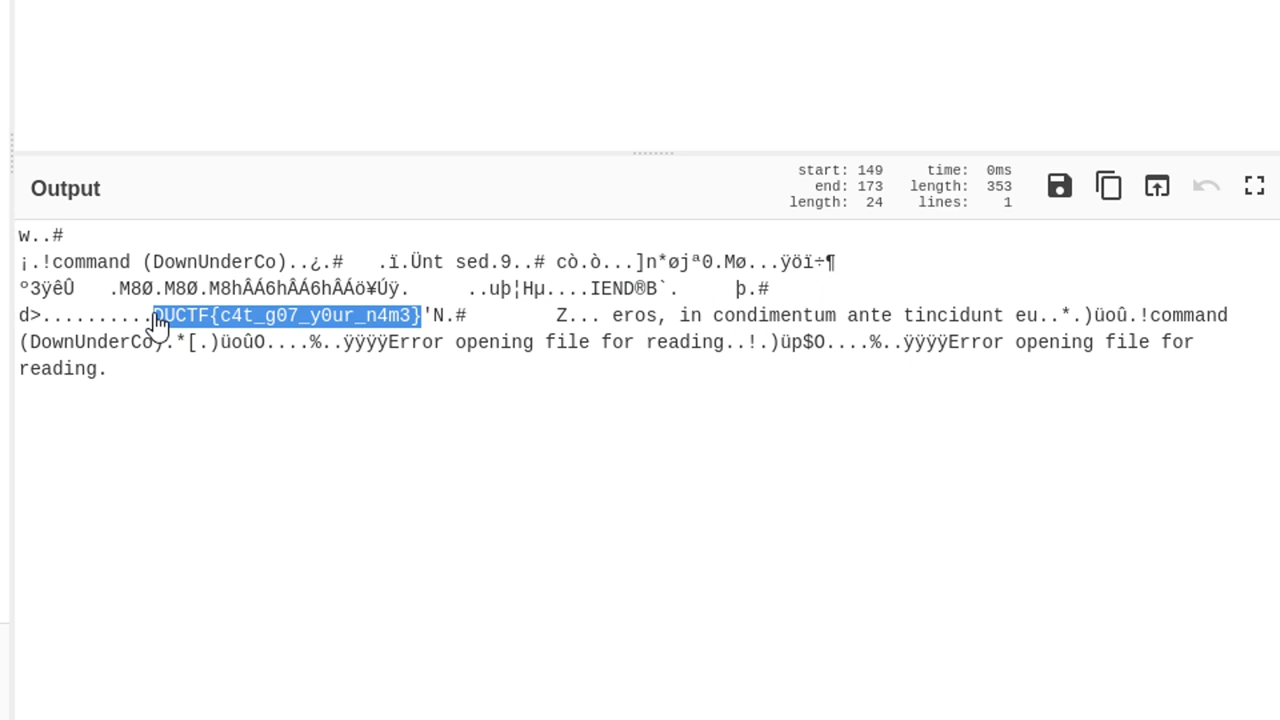 Output
start: 149
end: 173
length: 24
time: 0ms
length: 353
lines: 1
w..#
¡.!command (DownUnderCo)..¿.# .ï.Ünt sed.9..# cò.ò...]n*øjª0.Mø...ÿöï÷¶
º3ÿêÛ .M8Ø.M8Ø.M8hÂÁ6hÂÁ6hÂÁö¥Úÿ. ..uþ¦Hµ....IEND®B`. þ.#
d>..........DUCTF{c4t_g07_y0ur_n4m3}'N.# Z... eros, in condimentum ante tincidunt eu..*.)üoû.!command
(DownUnderCo).*[.)üoûO....%..ÿÿÿÿError opening file for reading..!.)üp$O....%..ÿÿÿÿError opening file for
reading.